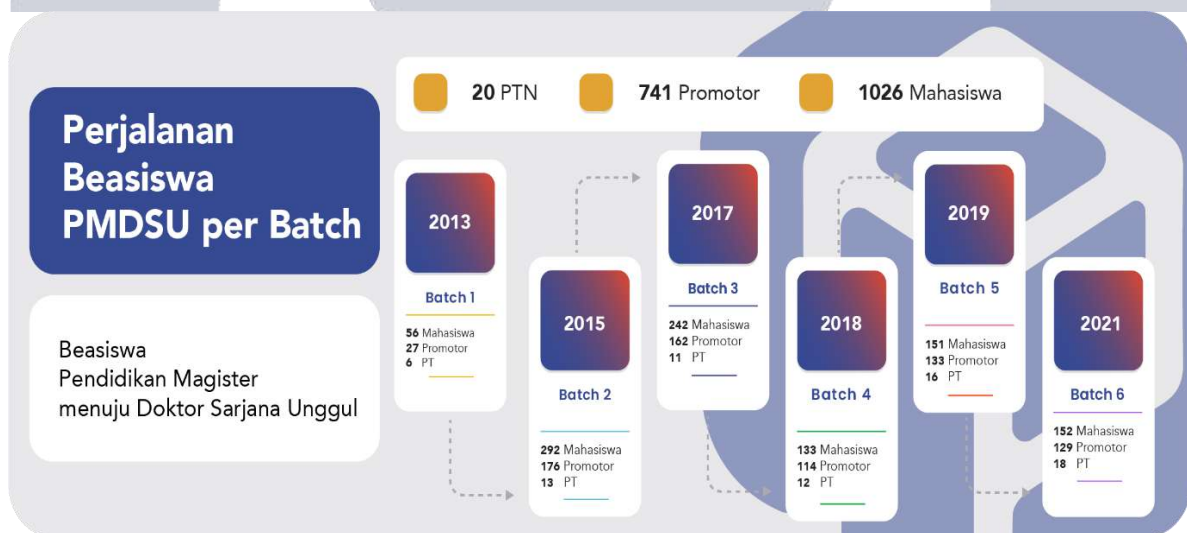 Perjalanan
Beasiswa
PMDSU per Batch
Beasiswa
Pendidikan Magister
menuju Doktor Sarjana Unggul
20 PTN
741 Promotor
1026 Mahasiswa
2013
Batch 1
56 Mahasiswa
27 Promotor
6 PT
2015
Batch 2
292 Mahasiswa
176 Promotor
13 PT
2017
Batch 3
242 Mahasiswa
162 Promotor
11 PT
2018
Batch 4
133 Mahasiswa
114 Promotor
12 PT
2019
Batch 5
151 Mahasiswa
133 Promotor
16 PT
2021
Batch 6
152 Mahasiswa
129 Promotor
18 PT